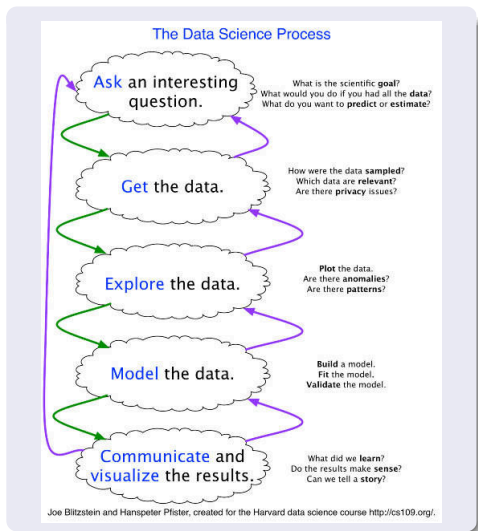 The Data Science Process
Ask an interesting
question.
What is the scientific goal?
What would you do if you had all the data?
What do you want to predict or estimate?
Get the data.
How were the data sampled?
Which data are relevant?
Are there privacy issues?
Explore the data.
Plot the data.
Are there anomalies?
Are there patterns?
Model the data.
Build a model.
Fit the model.
Validate the model.
Communicate and
visualize the results.
What did we learn?
Do the results make sense?
Can we tell a story?
Joe Blitzstein and Hanspeter Pfister, created for the Harvard data science course http://cs109.org/.